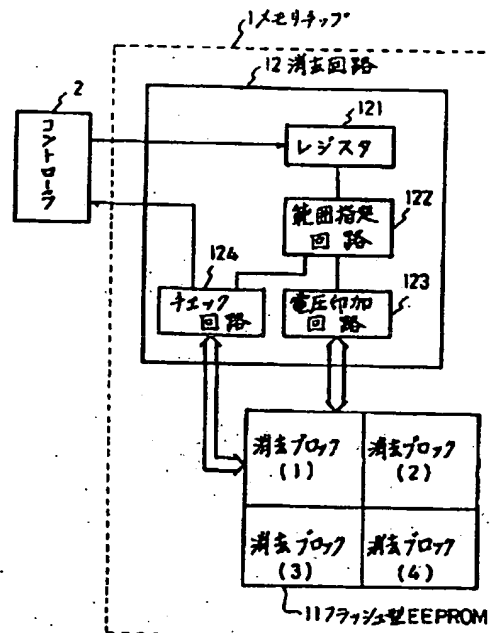 1メモリチップ
12消去回路
2
コントローラ
121
レジスタ
範囲指定
回路
122
124
チェック
回路
電圧印加
回路
123
消去ブロック
(1)
消去ブロック
(2)
消去ブロック
(3)
消去ブロック
(4)
11フラッシュ型EEPROM